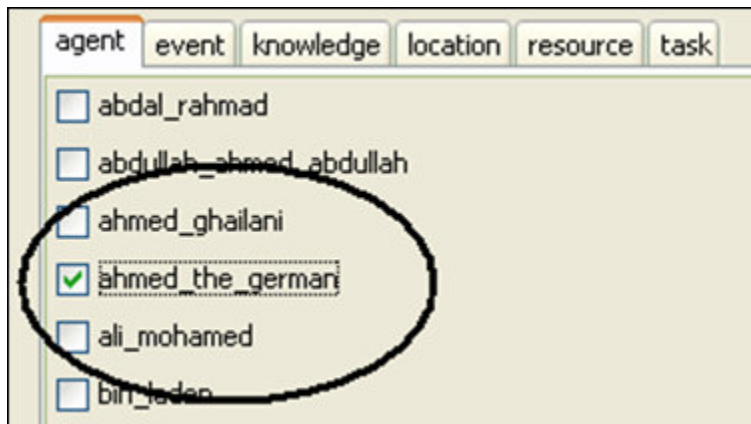 agent event knowledge location resource task
abdal_rahmad
abdullah_ahmed_abdullah
ahmed_ghailani
ahmed_the_german
ali_mohamed
bin_laden